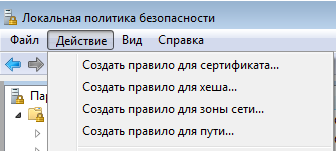 Локальная политика безопасности
Файл Действие Вид Справка
Создать правило для сертификата...
Создать правило для хеша...
Создать правило для зоны сети...
Создать правило для пути...